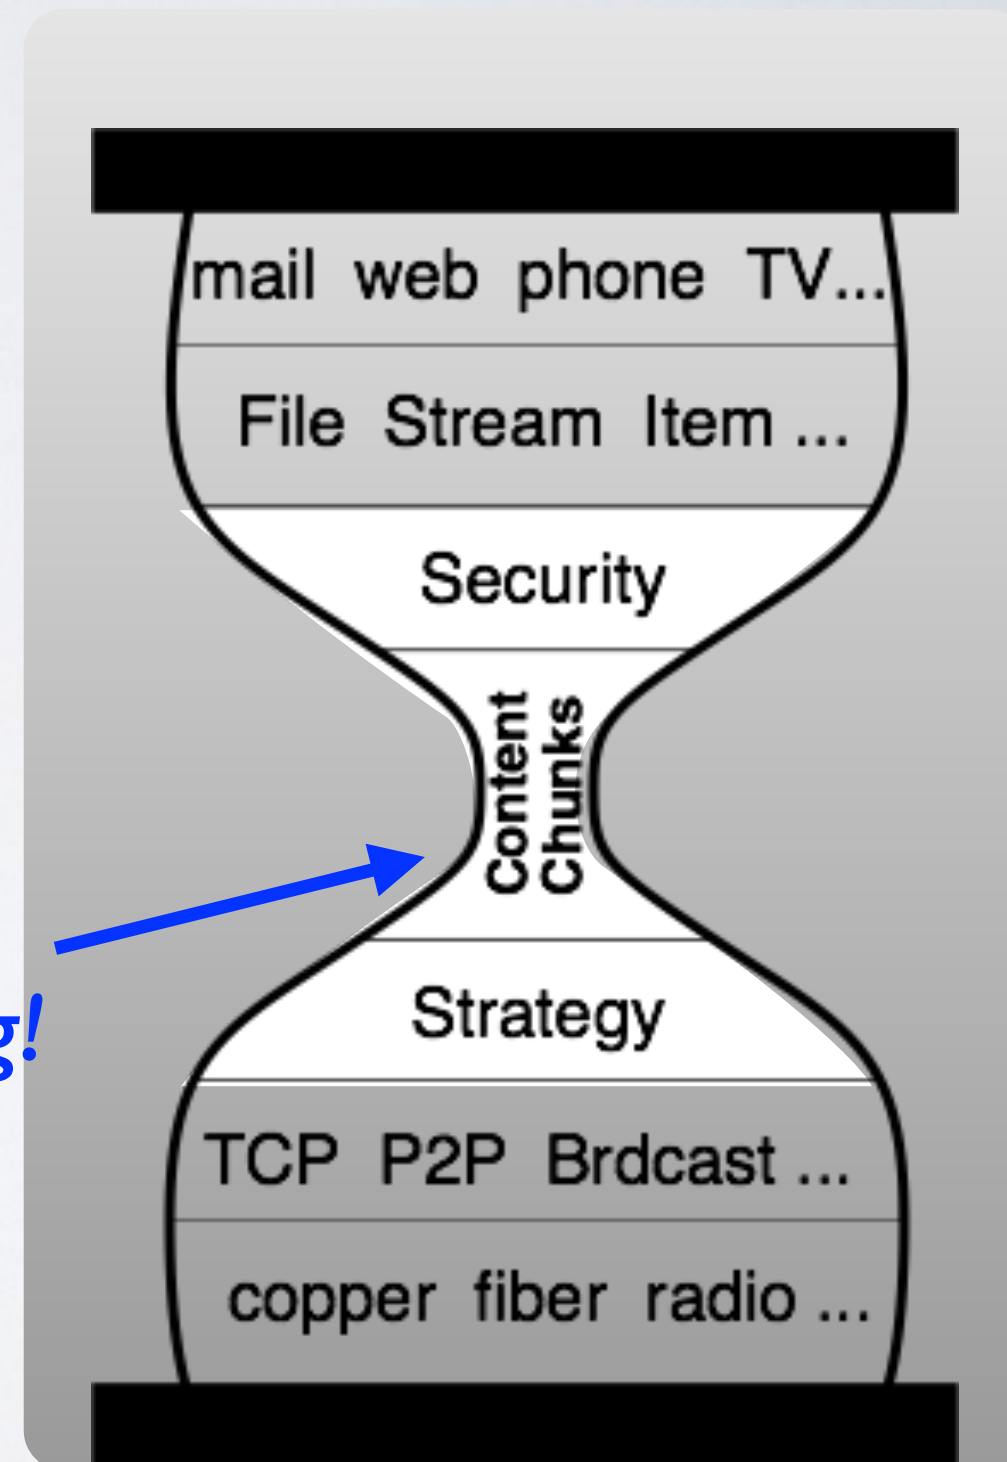 mail web phone TV...
File Stream Item ...
Security
Content
Chunks
g!
Strategy
TCP P2P Brdcast ...
copper fiber radio ...